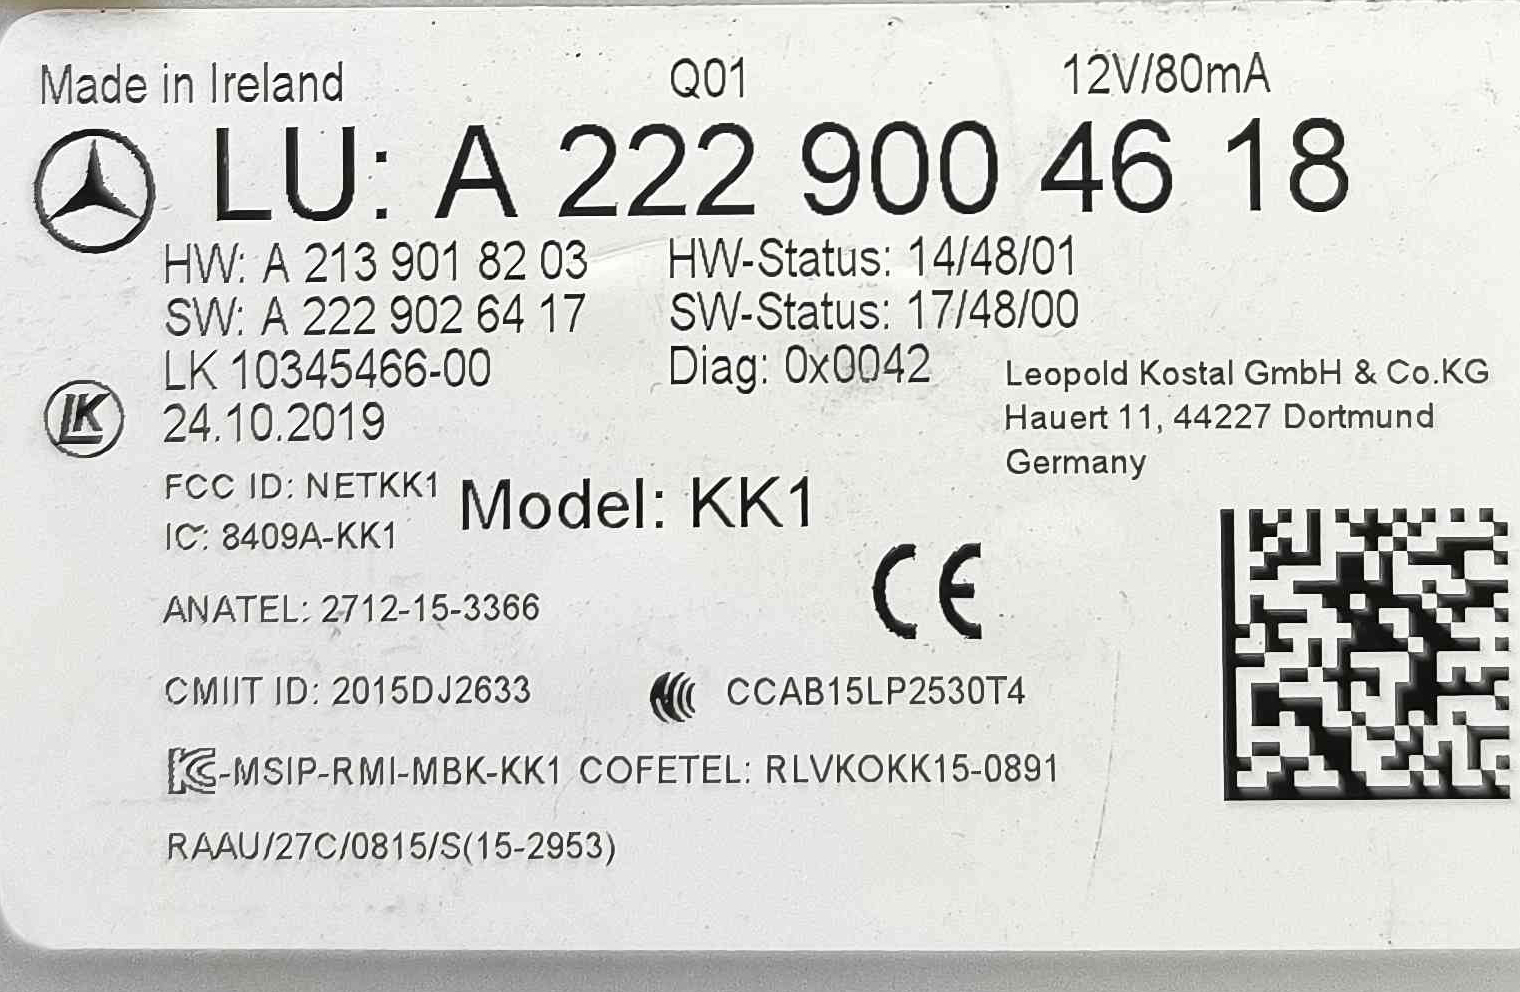 Made in Ireland Q01 12V/80mA
LU: A 222 900 46 18
HW: A 213 901 82 03 HW-Status: 14/48/01
SW: A 222 902 64 17 SW-Status: 17/48/00
LK 10345466-00 Diag: 0x0042
LK 24.10.2019
Leopold Kostal GmbH & Co.KG
Hauert 11, 44227 Dortmund
Germany
FCC ID: NETKK1
IC: 8409A-KK1
Model: KK1
CE
ANATEL: 2712-15-3366
CMIIT ID: 2015DJ2633 CCAB15LP2530T4
KC-MSIP-RMI-MBK-KK1 COFETEL: RLVKOKK15-0891
RAAU/27C/0815/S(15-2953)